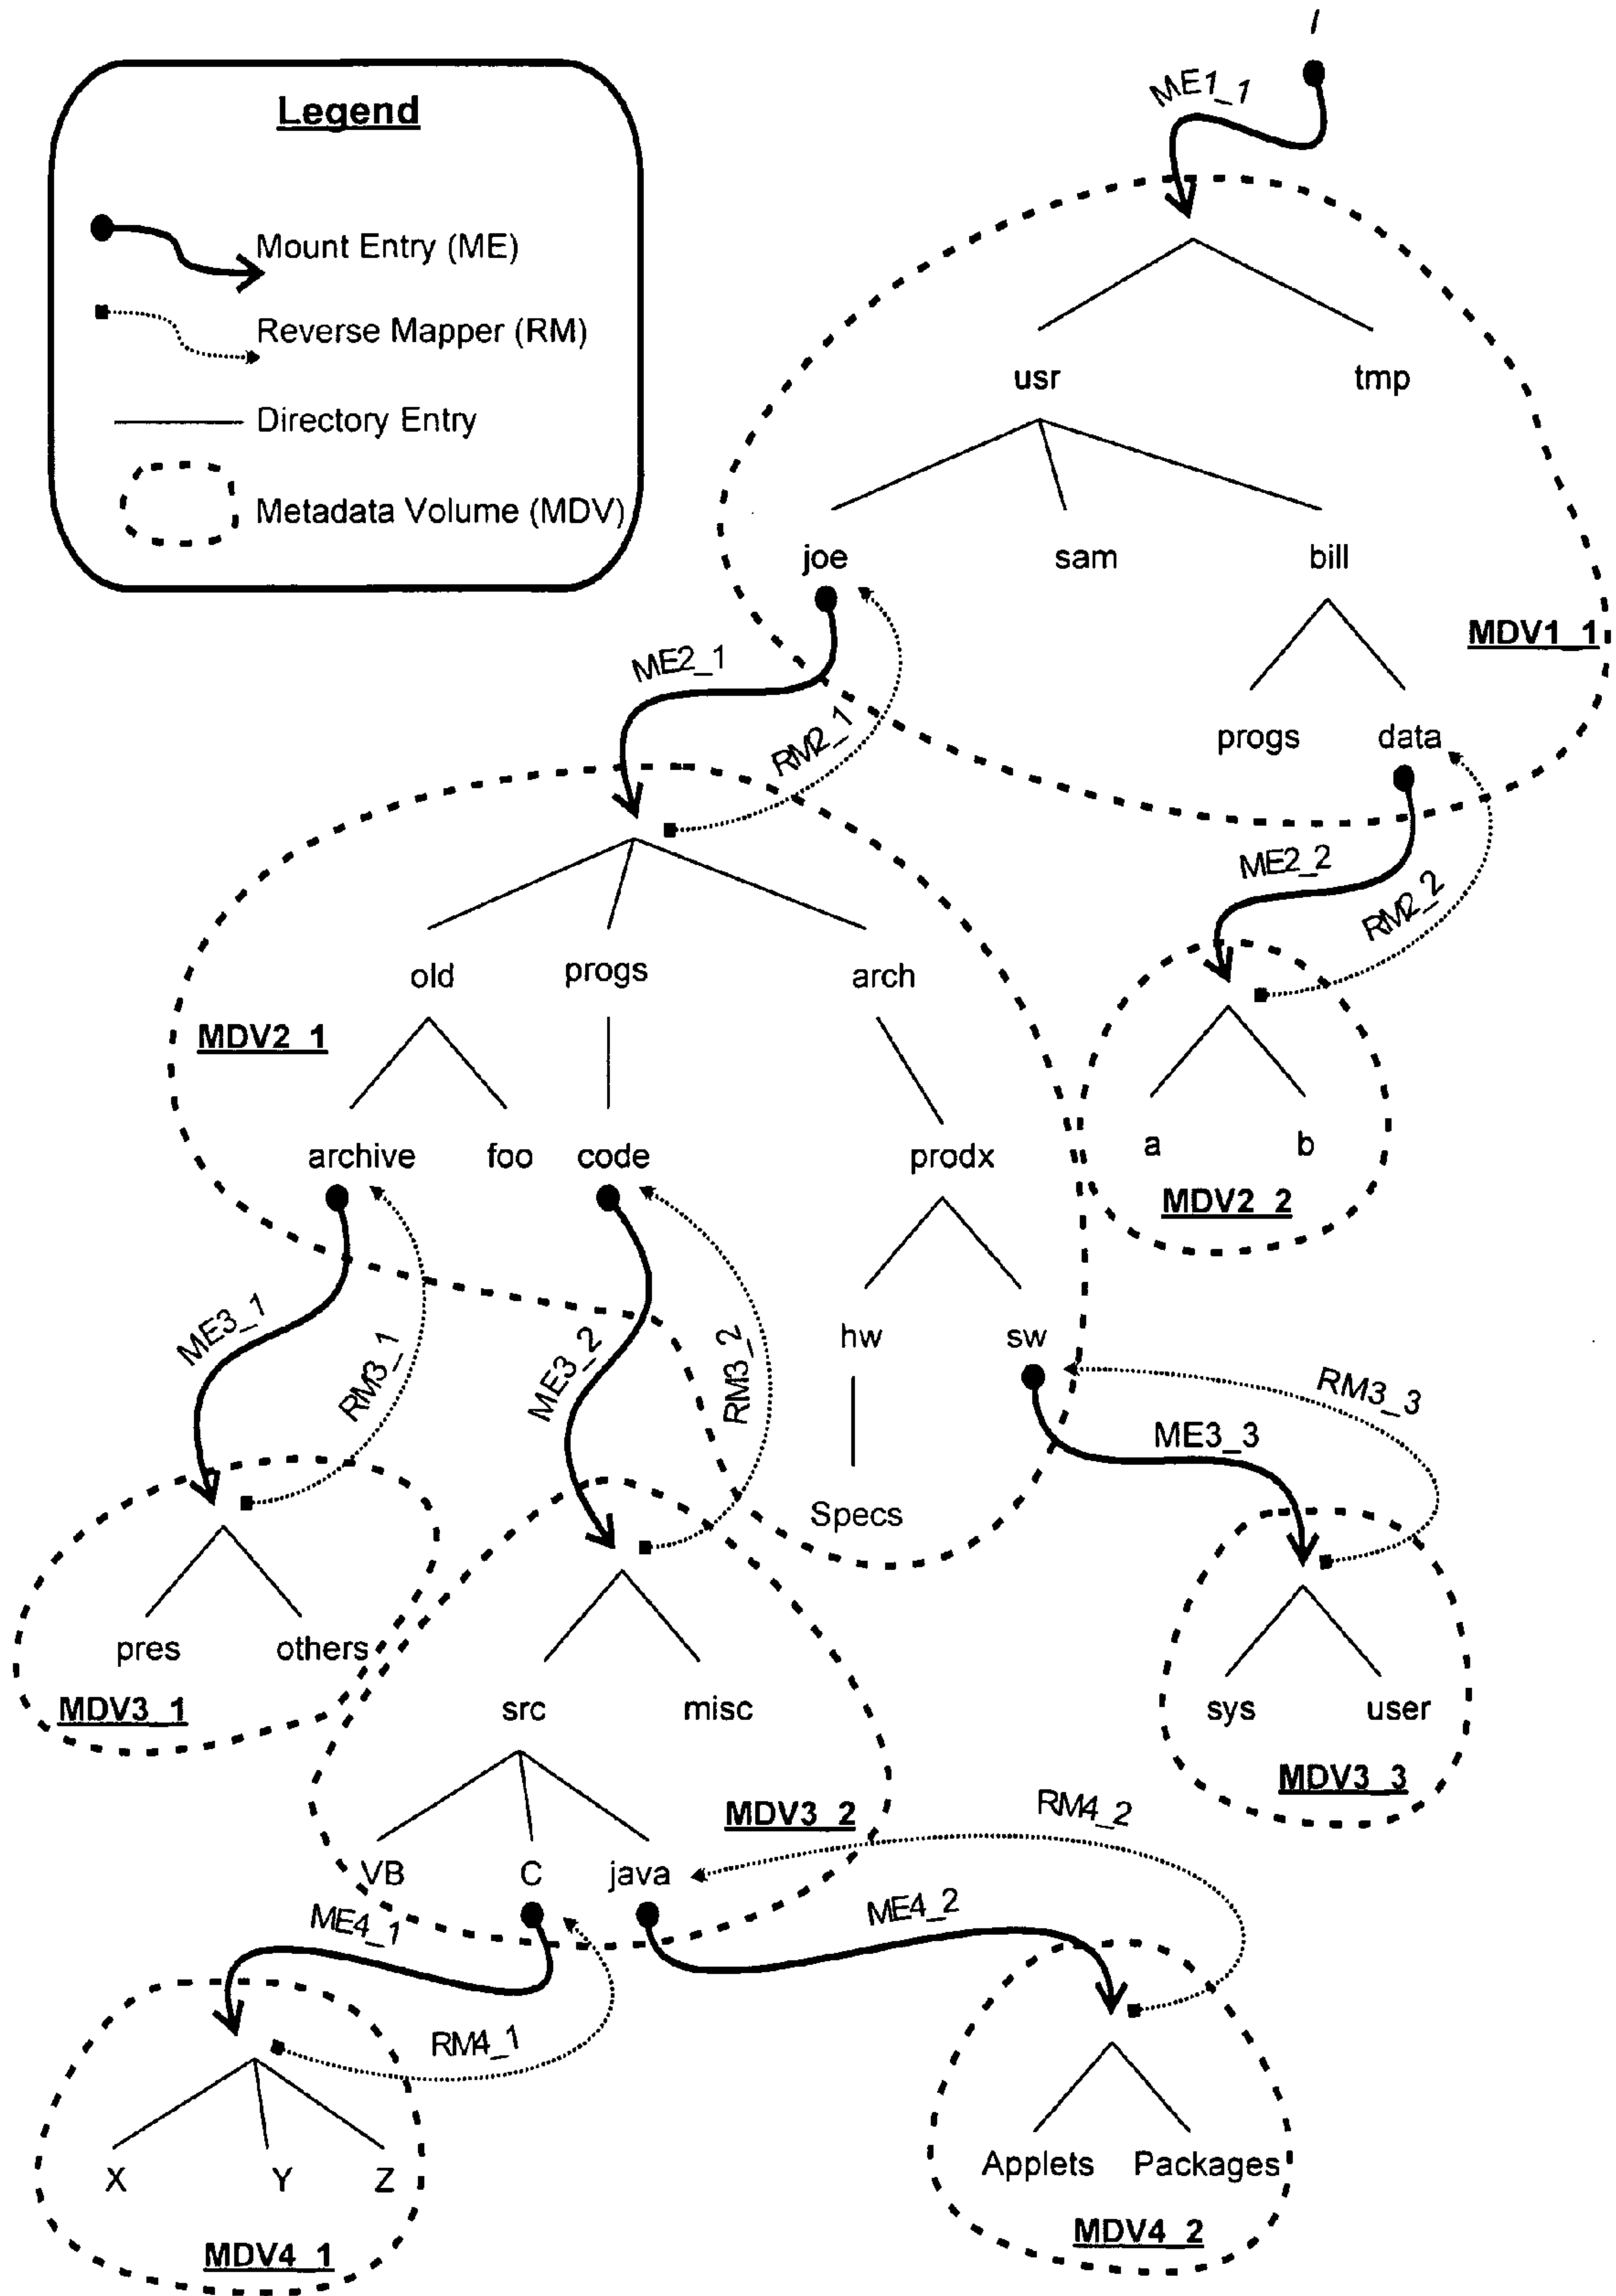 /
ME1_1
Legend
Mount Entry (ME)
Reverse Mapper (RM)
Directory Entry
Metadata Volume (MDV)
usr tmp
joe sam bill
MDV1_1
ME2_1
RM2_1
progs data
ME2_2
RM2_2
old progs arch
MDV2_1
archive foo code prodx
a b
MDV2_2
ME3_1
RM3_1
ME3_2
RM3_2
hw sw
RM3_3
ME3_3
Specs
pres others
MDV3_1
src misc
sys user
MDV3_3
MDV3_2
RM4_2
VB C java
ME4_1
ME4_2
RM4_1
X Y Z
MDV4_1
Applets Packages
MDV4_2